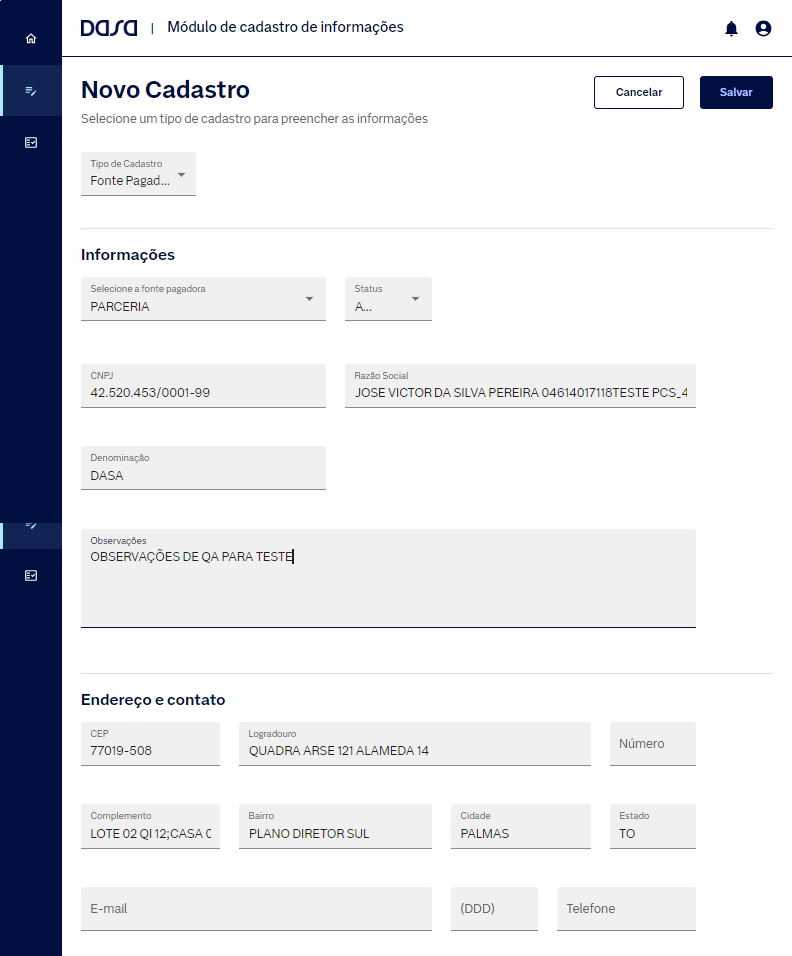 DASA | Módulo de cadastro de informações
Novo Cadastro
Cancelar
Salvar
Selecione um tipo de cadastro para preencher as informações
Tipo de Cadastro
Fonte Pagad...
Informações
Selecione a fonte pagadora
PARCERIA
Status
A...
CNPJ
42.520.453/0001-99
Razão Social
JOSE VICTOR DA SILVA PEREIRA 04614017118TESTE PCS_4
Denominação
DASA
Observações
OBSERVAÇÕES DE QA PARA TESTE
Endereço e contato
CEP
77019-508
Logradouro
QUADRA ARSE 121 ALAMEDA 14
Número
Complemento
LOTE 02 QI 12;CASA
Bairro
PLANO DIRETOR SUL
Cidade
PALMAS
Estado
TO
E-mail
(DDD)
Telefone